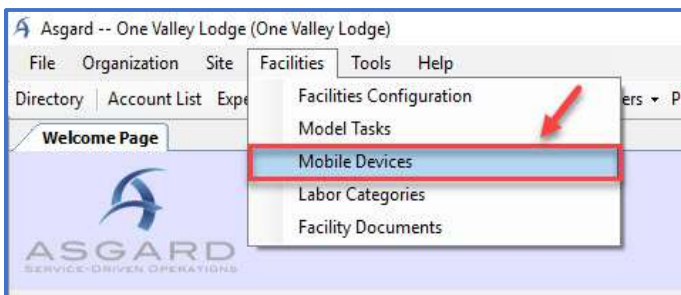 Asgard -- One Valley Lodge (One Valley Lodge)
File Organization Site Facilities Tools Help
Directory Account List Expe ers P
Facilities Configuration
Welcome Page
Model Tasks
Mobile Devices
Labor Categories
Facility Documents
ASGARD
SERVICE-DRIVEN OPERATIONS